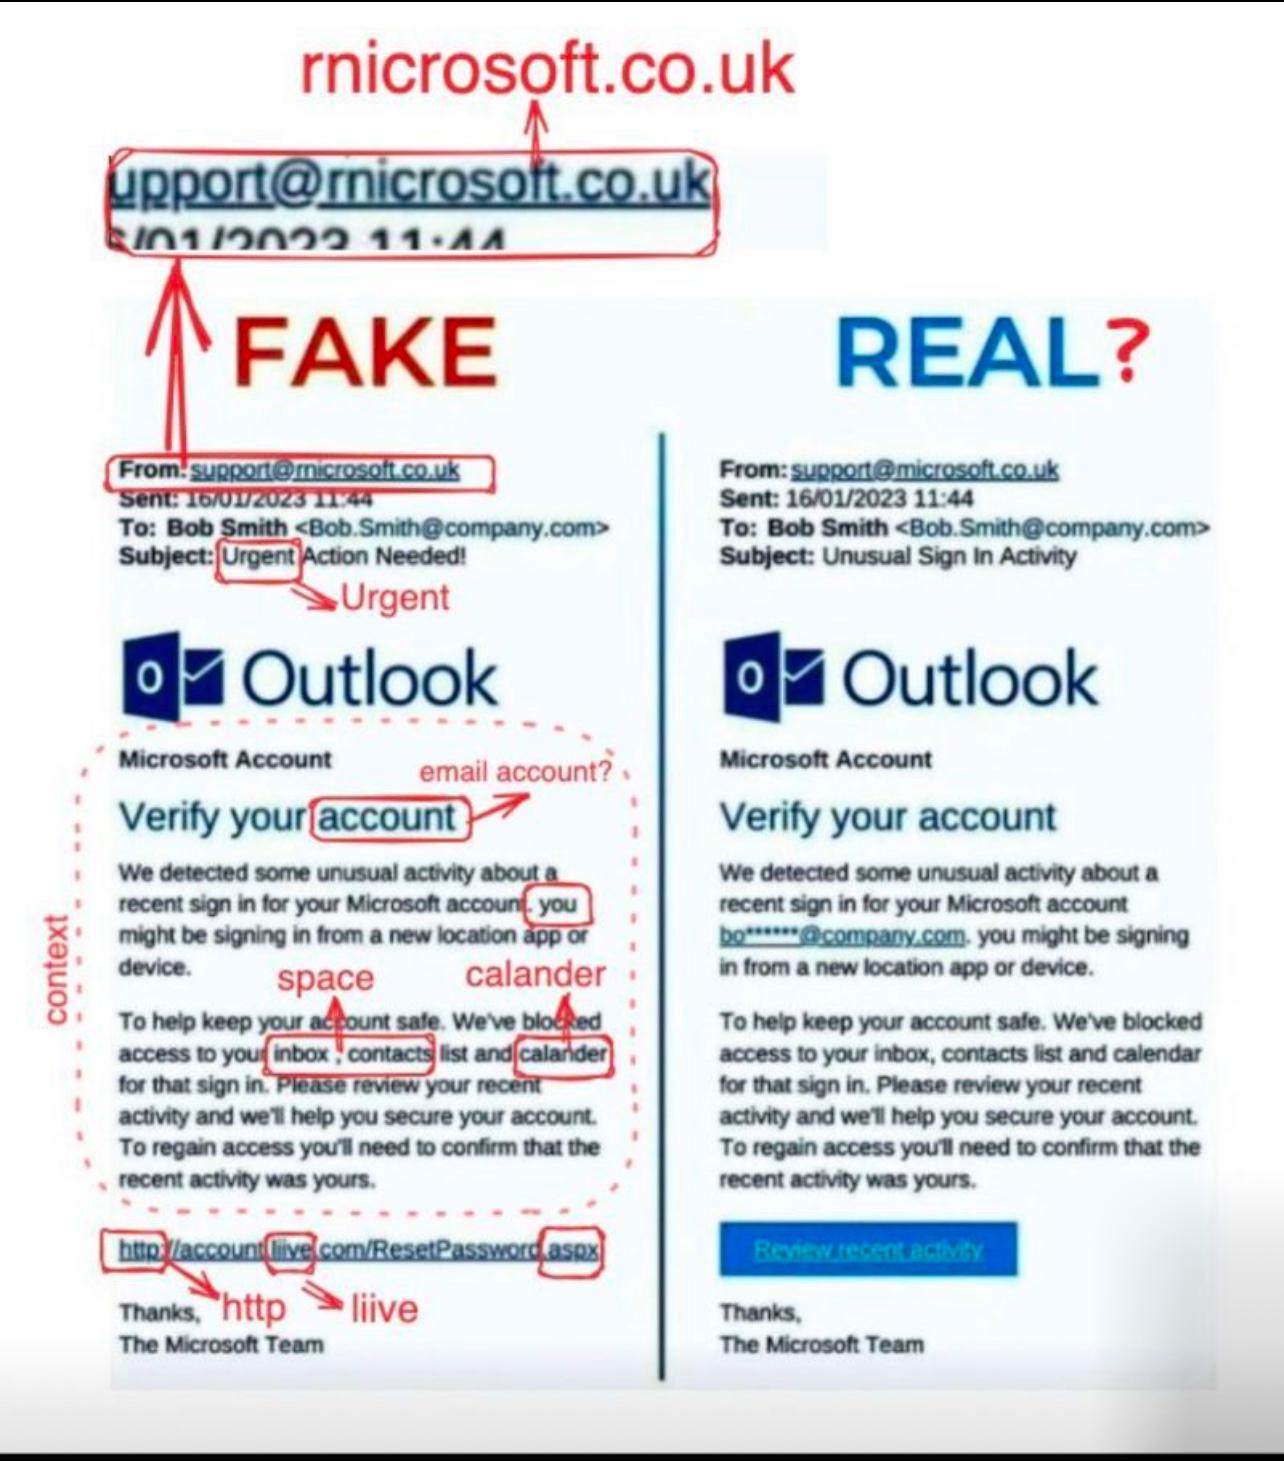 rnicrosoft.co.uk
upport@rnicrosoft.co.uk
6/01/2023 11:44
FAKE
From: support@rnicrosoft.co.uk
Sent: 16/01/2023 11:44
To: Bob Smith <Bob.Smith@company.com>
Subject: Urgent Action Needed!
Urgent
Outlook
Microsoft Account
email account?
Verify your account
We detected some unusual activity about a
recent sign in for your Microsoft account. you
might be signing in from a new location app or
device.
space
calander
context
To help keep your account safe. We've blocked
access to your inbox , contacts list and calander
for that sign in. Please review your recent
activity and we'll help you secure your account.
To regain access you'll need to confirm that the
recent activity was yours.
http://account.liive.com/ResetPassword.aspx
http
liive
Thanks,
The Microsoft Team
REAL?
From: support@microsoft.co.uk
Sent: 16/01/2023 11:44
To: Bob Smith <Bob.Smith@company.com>
Subject: Unusual Sign In Activity
Outlook
Microsoft Account
Verify your account
We detected some unusual activity about a
recent sign in for your Microsoft account
bo******@company.com. you might be signing
in from a new location app or device.
To help keep your account safe. We've blocked
access to your inbox, contacts list and calendar
for that sign in. Please review your recent
activity and we'll help you secure your account.
To regain access you'll need to confirm that the
recent activity was yours.
Review recent activity
Thanks,
The Microsoft Team